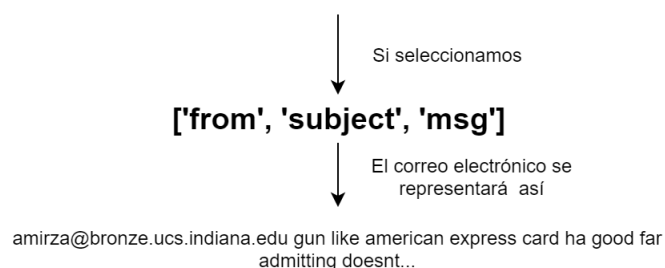 Si seleccionamos
['from', 'subject', 'msg']
El correo electrónico se
representará así
amirza@bronze.ucs.indiana.edu gun like american express card ha good far
admitting doesnt...